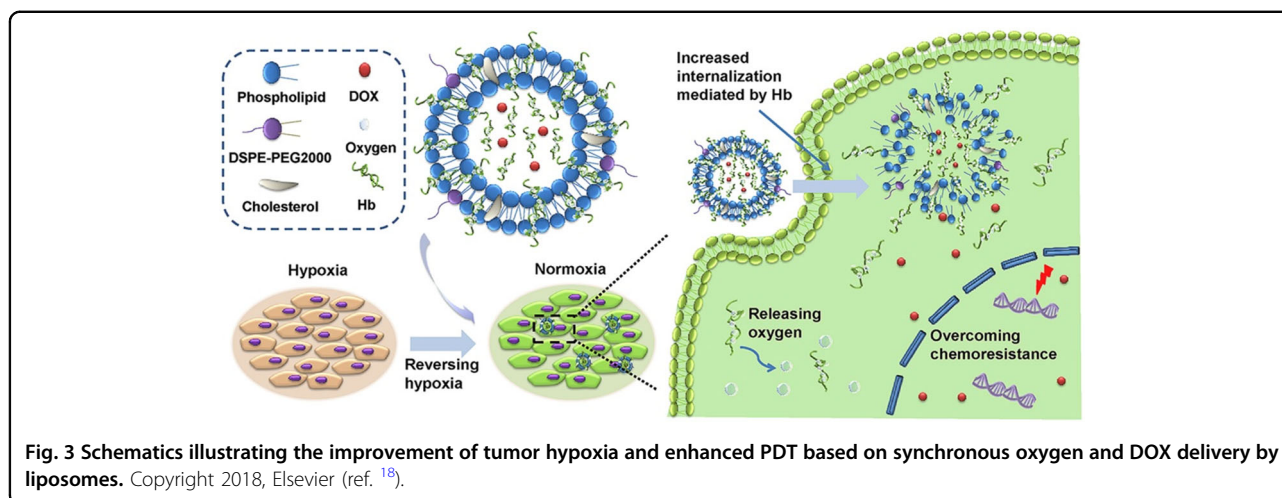 Phospholipid
DOX
DSPE-PEG2000
Oxygen
Cholesterol
Hb
Hypoxia
Reversing
hypoxia
Normoxia
Increased
internalization
mediated by Hb
Releasing
oxygen
Overcoming
chemoresistance
Fig. 3 Schematics illustrating the improvement of tumor hypoxia and enhanced PDT based on synchronous oxygen and DOX delivery by
liposomes. Copyright 2018, Elsevier (ref. 18).